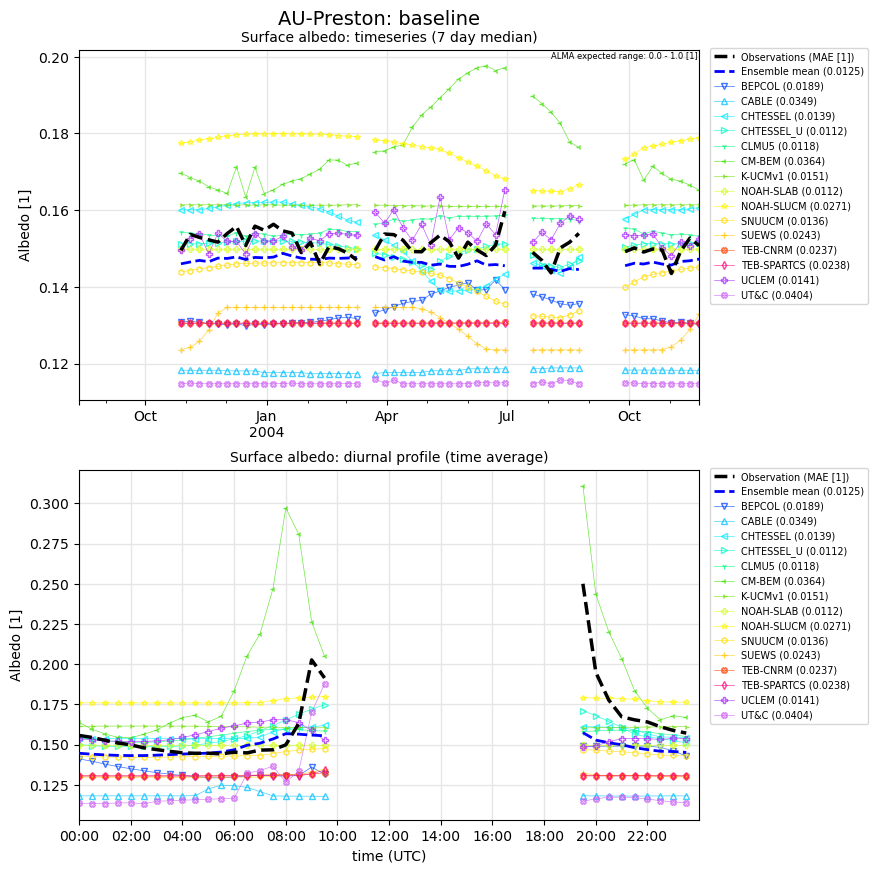 AU-Preston: baseline
Surface albedo: timeseries (7 day median)
ALMA expected range: 0.0 - 1.0 [1]
Albedo [1]
0.20
0.18
0.16
0.14
0.12
Oct
Jan
2004
Apr
Jul
Oct
Observations (MAE [1])
Ensemble mean (0.0125)
BEPCOL (0.0189)
CABLE (0.0349)
CHTESSEL (0.0139)
CHTESSEL_U (0.0112)
CLMU5 (0.0118)
CM-BEM (0.0364)
K-UCMv1 (0.0151)
NOAH-SLAB (0.0112)
NOAH-SLUCM (0.0271)
SNUUCM (0.0136)
SUEWS (0.0243)
TEB-CNRM (0.0237)
TEB-SPARTCS (0.0238)
UCLEM (0.0141)
UT&C (0.0404)
Surface albedo: diurnal profile (time average)
Albedo [1]
0.300
0.275
0.250
0.225
0.200
0.175
0.150
0.125
00:00
02:00
04:00
06:00
08:00
10:00
12:00
14:00
16:00
18:00
20:00
22:00
time (UTC)
Observation (MAE [1])
Ensemble mean (0.0125)
BEPCOL (0.0189)
CABLE (0.0349)
CHTESSEL (0.0139)
CHTESSEL_U (0.0112)
CLMU5 (0.0118)
CM-BEM (0.0364)
K-UCMv1 (0.0151)
NOAH-SLAB (0.0112)
NOAH-SLUCM (0.0271)
SNUUCM (0.0136)
SUEWS (0.0243)
TEB-CNRM (0.0237)
TEB-SPARTCS (0.0238)
UCLEM (0.0141)
UT&C (0.0404)